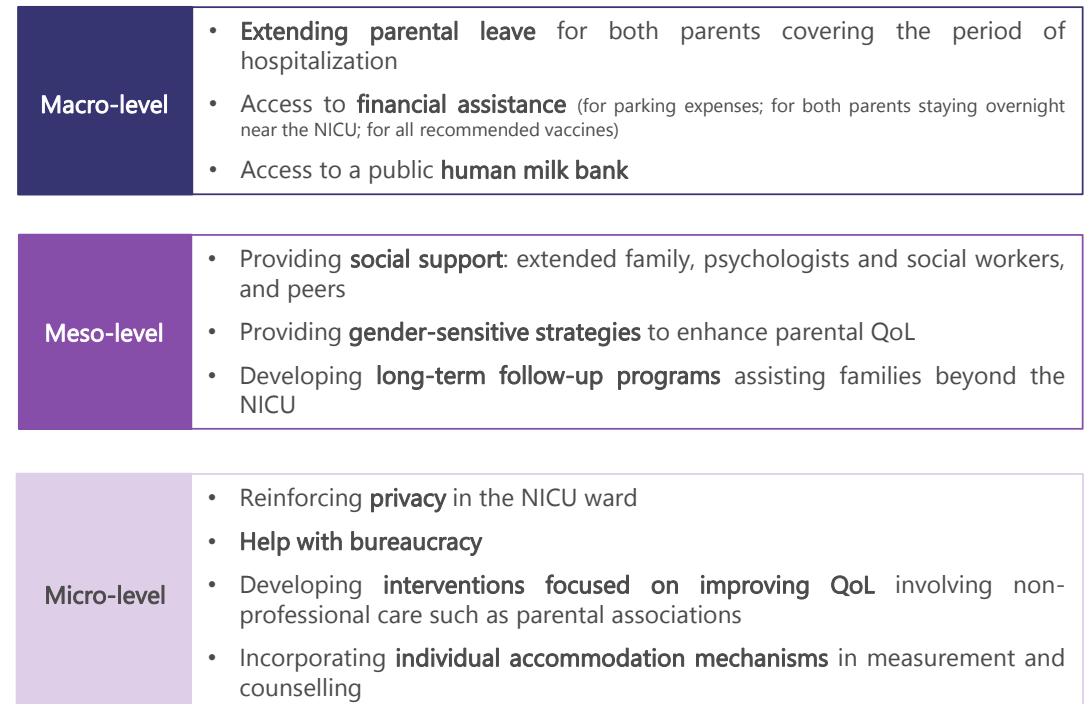 Macro-level
• Extending parental leave for both parents covering the period of
hospitalization
• Access to financial assistance (for parking expenses; for both parents staying overnight
near the NICU; for all recommended vaccines)
• Access to a public human milk bank
Meso-level
• Providing social support: extended family, psychologists and social workers,
and peers
• Providing gender-sensitive strategies to enhance parental QoL
• Developing long-term follow-up programs assisting families beyond the
NICU
Micro-level
• Reinforcing privacy in the NICU ward
• Help with bureaucracy
• Developing interventions focused on improving QoL involving non-
professional care such as parental associations
• Incorporating individual accommodation mechanisms in measurement and
counselling